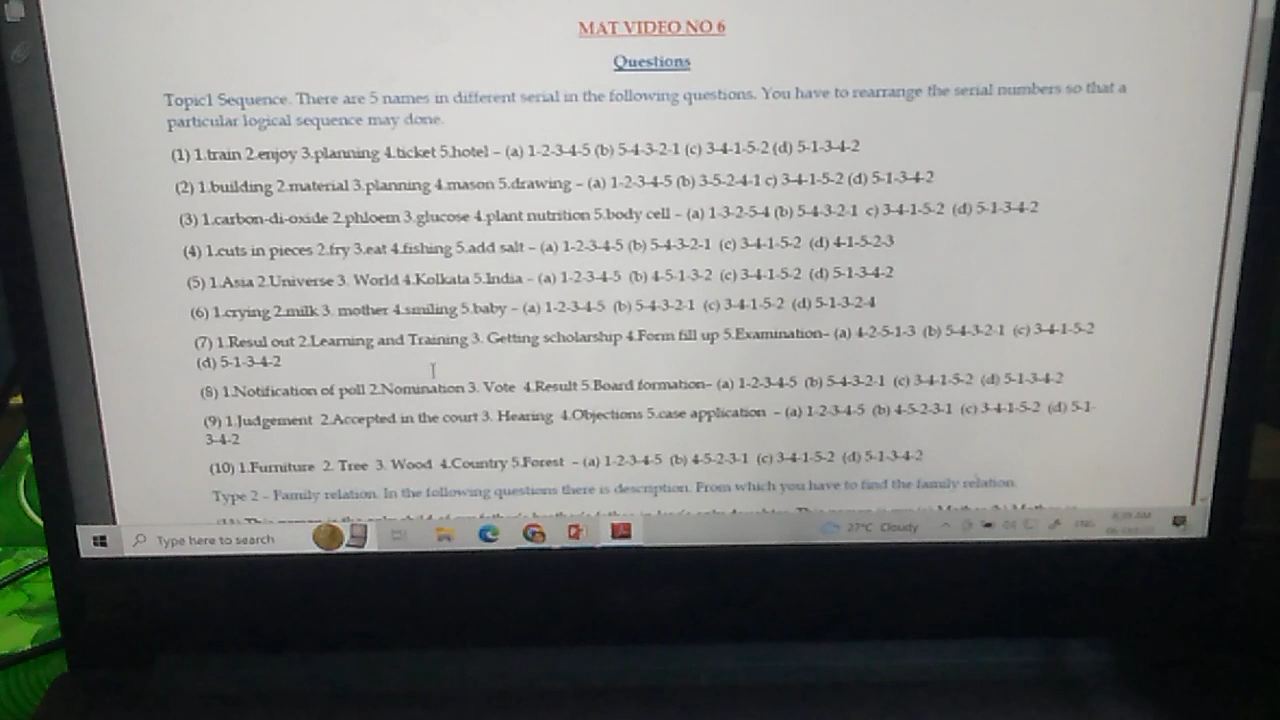 MAT VIDEO NO 6
Questions
Topic1 Sequence. There are 5 names in different serial in the following questions. You have to rearrange the serial numbers so that a
particular logical sequence may done.
(1) 1.train 2.enjoy 3.planning 4.ticket 5.hotel – (a) 1-2-3-4-5 (b) 5-4-3-2-1 (c) 3-4-1-5-2 (d) 5-1-3-4-2
(2) 1.building 2.material 3.planning 4.mason 5.drawing – (a) 1-2-3-4-5 (b) 3-5-2-4-1 c) 3-4-1-5-2 (d) 5-1-3-4-2
(3) 1.carbon-di-oxide 2.phloem 3.glucose 4.plant nutrition 5.body cell – (a) 1-3-2-5-4 (b) 5-4-3-2-1 c) 3-4-1-5-2 (d) 5-1-3-4-2
(4) 1.cuts in pieces 2.fry 3.eat 4.fishing 5.add salt – (a) 1-2-3-4-5 (b) 5-4-3-2-1 (c) 3-4-1-5-2 (d) 4-1-5-2-3
(5) 1.Asia 2.Universe 3. World 4.Kolkata 5.India – (a) 1-2-3-4-5 (b) 4-5-1-3-2 (c) 3-4-1-5-2 (d) 5-1-3-4-2
(6) 1.crying 2.milk 3. mother 4.smiling 5.baby – (a) 1-2-3-4-5 (b) 5-4-3-2-1 (c) 3-4-1-5-2 (d) 5-1-3-2-4
(7) 1.Resul out 2.Learning and Training 3. Getting scholarship 4.Form fill up 5.Examination– (a) 4-2-5-1-3 (b) 5-4-3-2-1 (c) 3-4-1-5-2
(d) 5-1-3-4-2
(8) 1.Notification of poll 2.Nomination 3. Vote 4.Result 5.Board formation– (a) 1-2-3-4-5 (b) 5-4-3-2-1 (c) 3-4-1-5-2 (d) 5-1-3-4-2
(9) 1.Judgement 2.Accepted in the court 3. Hearing 4.Objections 5.case application – (a) 1-2-3-4-5 (b) 4-5-2-3-1 (c) 3-4-1-5-2 (d) 5-1-
3-4-2
(10) 1.Furniture 2. Tree 3. Wood 4.Country 5.Forest – (a) 1-2-3-4-5 (b) 4-5-2-3-1 (c) 3-4-1-5-2 (d) 5-1-3-4-2
Type 2 – Family relation. In the following questions there is description. From which you have to find the family relation.
Type here to search
27°C Cloudy